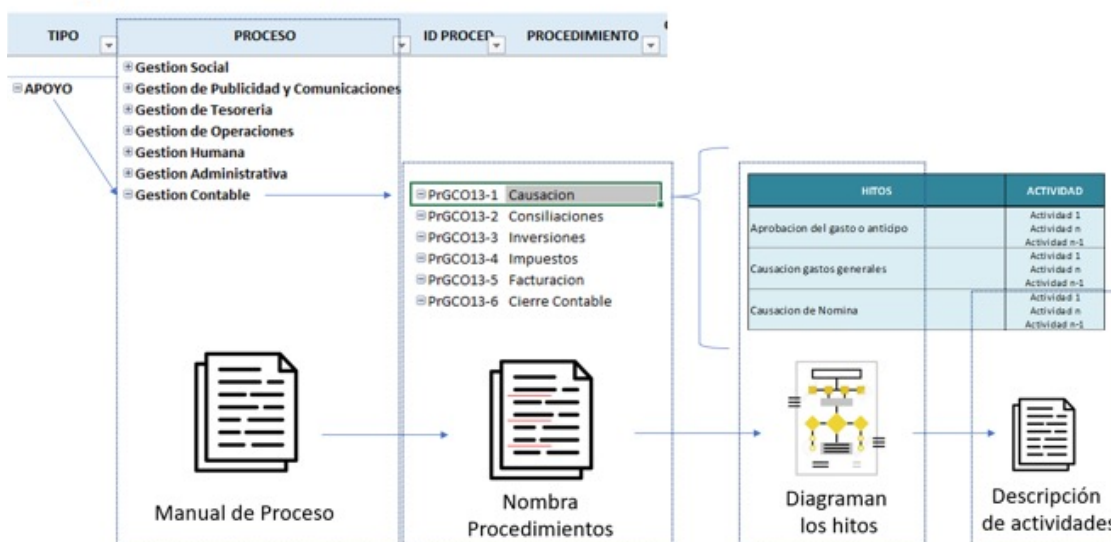 TIPO PROCESO ID PROCED PROCEDIMIENTO
APOYO
Gestion Social
Gestion de Publicidad y Comunicaciones
Gestion de Tesoreria
Gestion de Operaciones
Gestion Humana
Gestion Administrativa
Gestion Contable
PrGCO13-1 Causacion
PrGCO13-2 Consiliaciones
PrGCO13-3 Inversiones
PrGCO13-4 Impuestos
PrGCO13-5 Facturacion
PrGCO13-6 Cierre Contable
HITOS ACTIVIDAD
Aprobacion del gasto o anticipo
Actividad 1
Actividad n
Actividad n-1
Causacion gastos generales
Actividad 1
Actividad n
Actividad n-1
Causacion de Nomina
Actividad 1
Actividad n
Actividad n-1
Manual de Proceso
Nombra
Procedimientos
Diagraman
los hitos
Descripción
de actividades